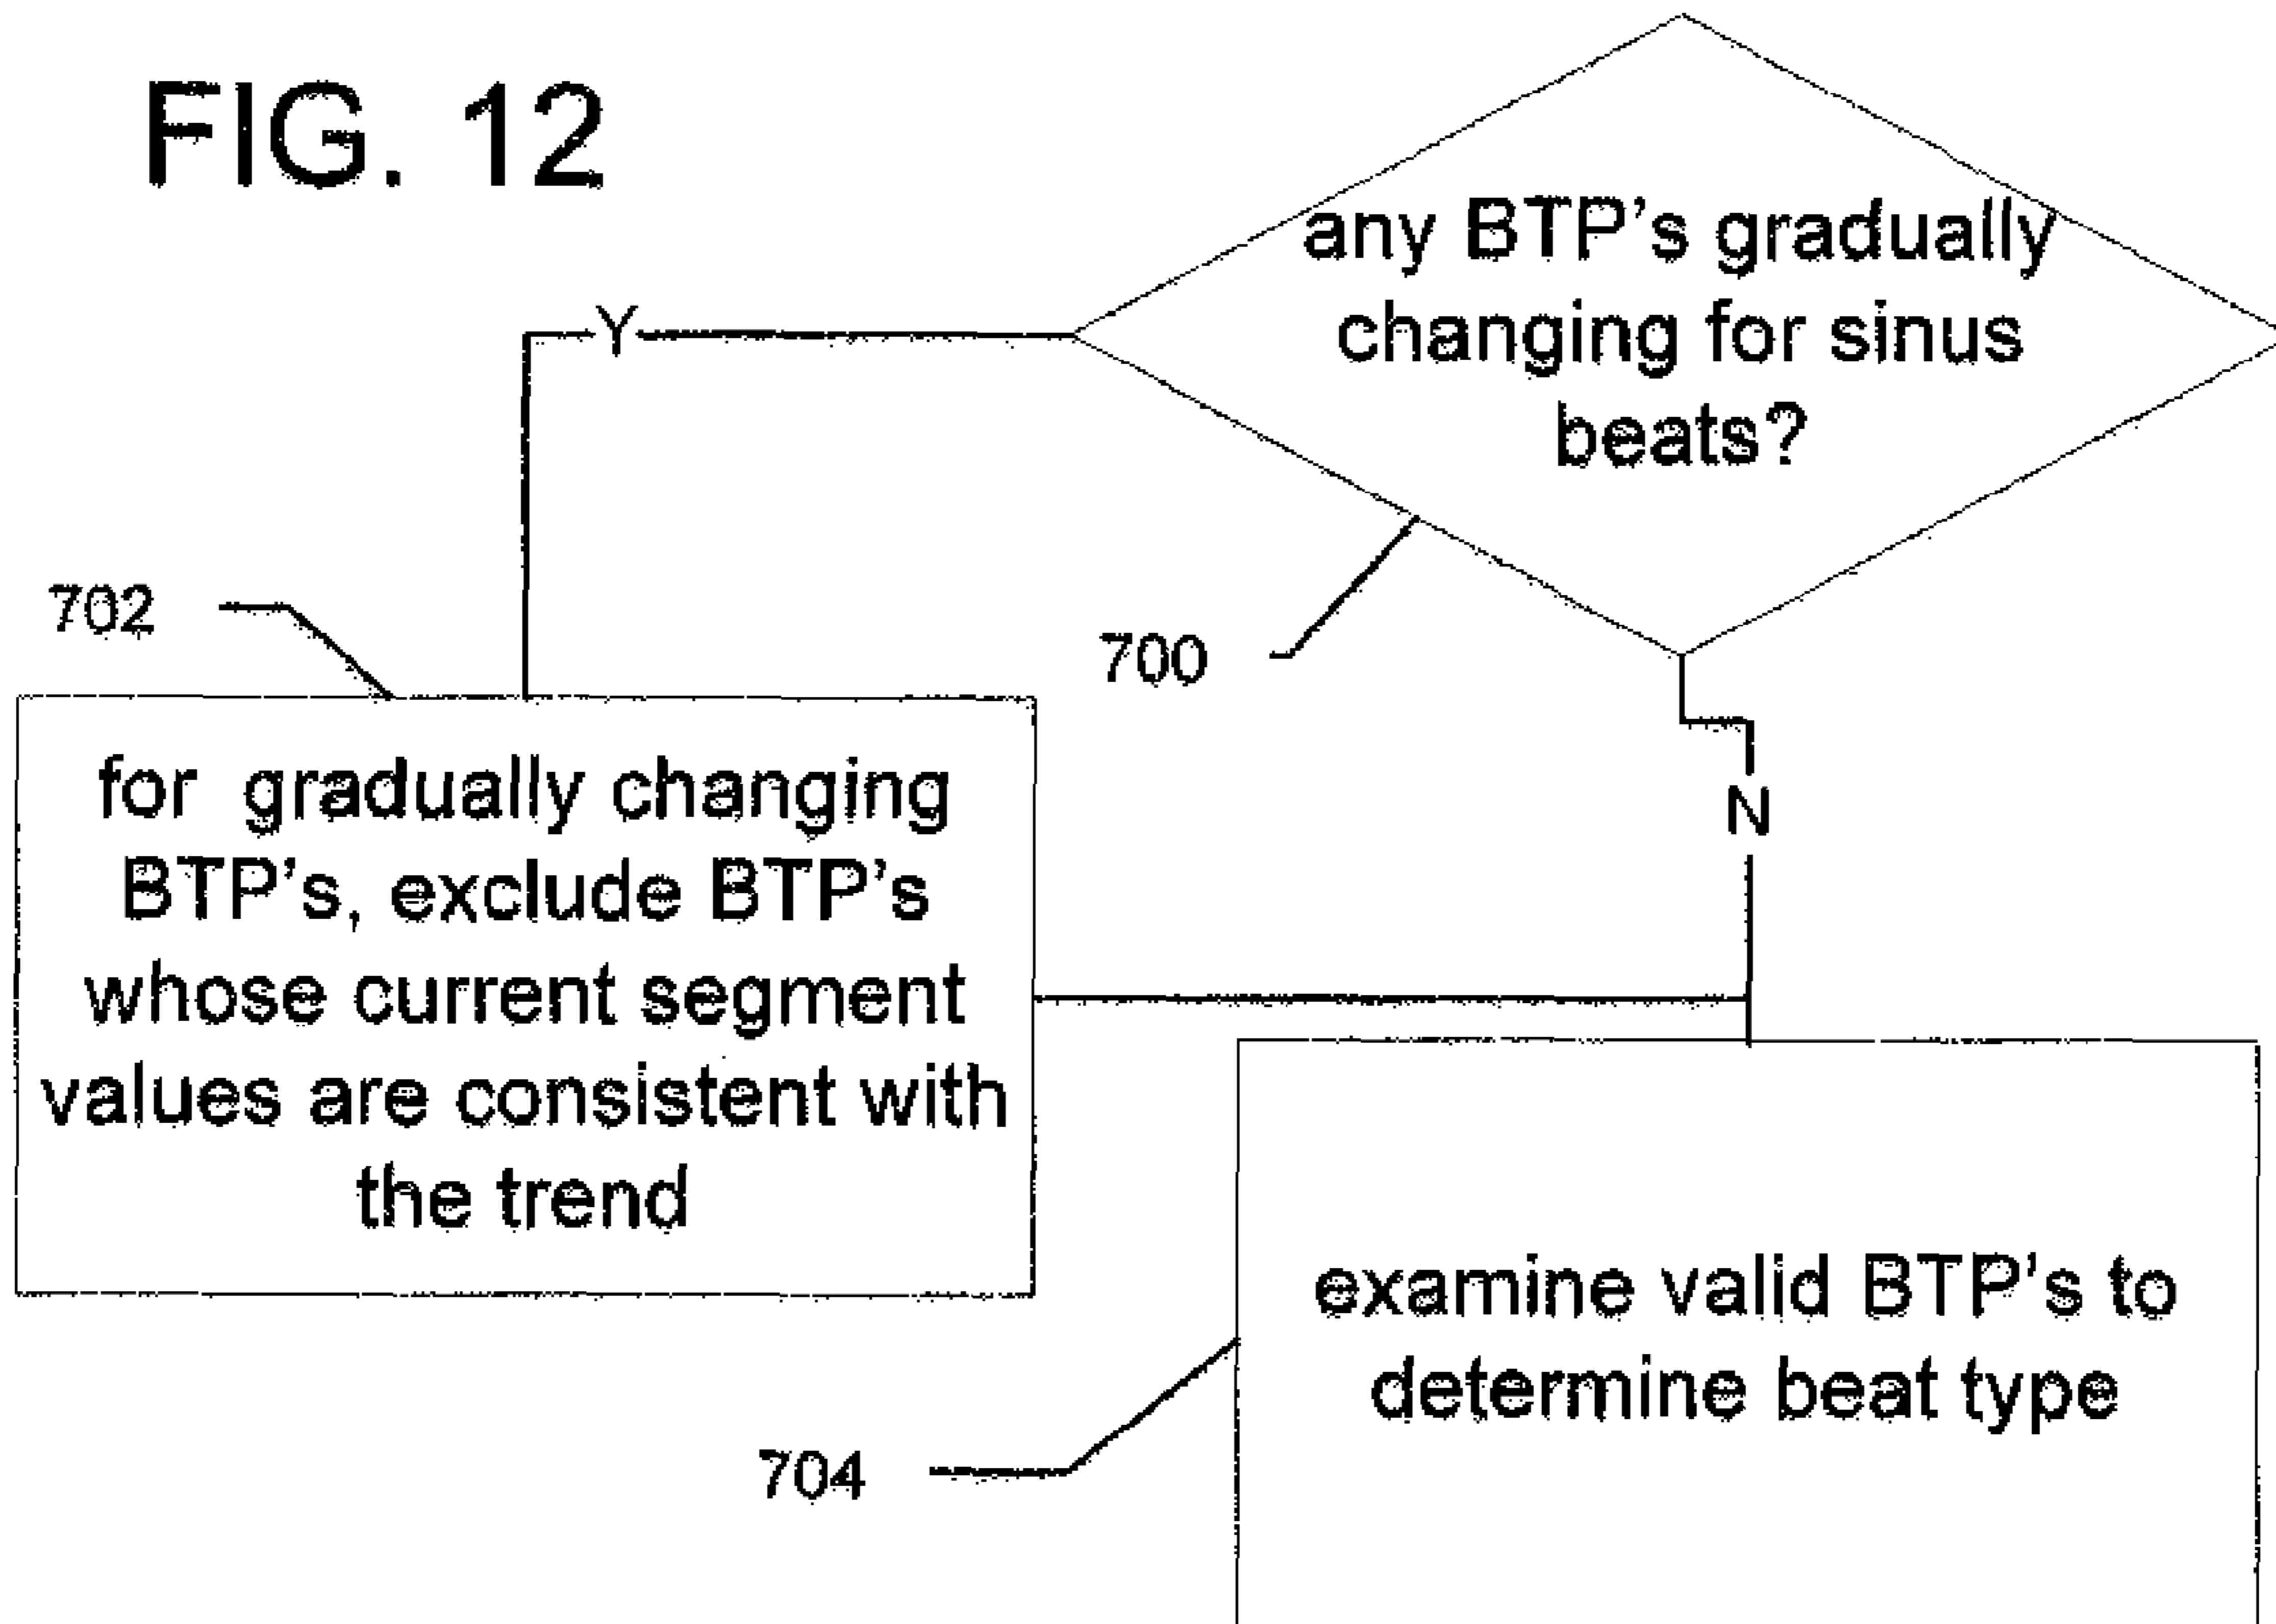 FIG. 12
any BTP's gradually
changing for sinus
beats?
Y
702
700
for gradually changing
BTP's, exclude BTP's
whose current segment
values are consistent with
the trend
N
examine valid BTP's to
determine beat type
704